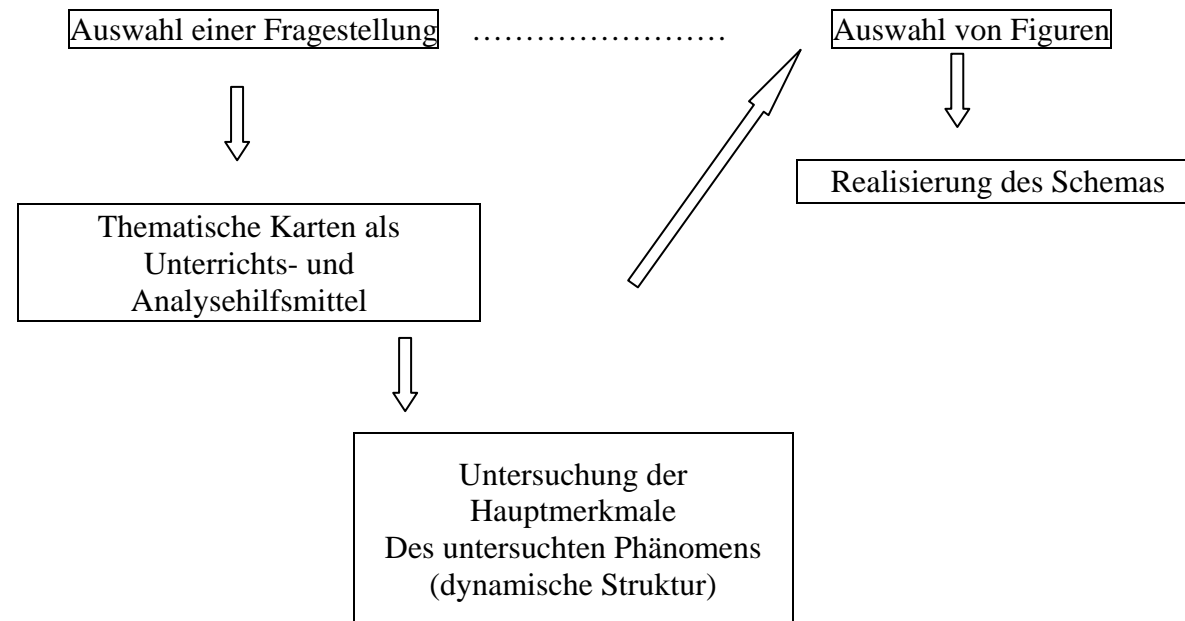 Auswahl einer Fragestellung ........................ Auswahl von Figuren
Realisierung des Schemas
Thematische Karten als
Unterrichts- und
Analysehilfsmittel
Untersuchung der
Hauptmerkmale
Des untersuchten Phänomens
(dynamische Struktur)